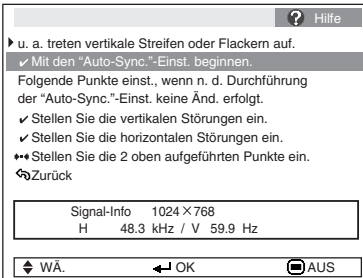 ? Hilfe
u. a. treten vertikale Streifen oder Flackern auf.
✓ Mit den “Auto-Sync.”-Einst. beginnen.
Folgende Punkte einst., wenn n. d. Durchführung
der “Auto-Sync.”-Einst. keine Änd. erfolgt.
✓ Stellen Sie die vertikalen Störungen ein.
✓ Stellen Sie die horizontalen Störungen ein.
Stellen Sie die 2 oben aufgeführten Punkte ein.
Zurück
Signal-Info 1024×768
H 48.3 kHz / V 59.9 Hz
WÄ. OK AUS